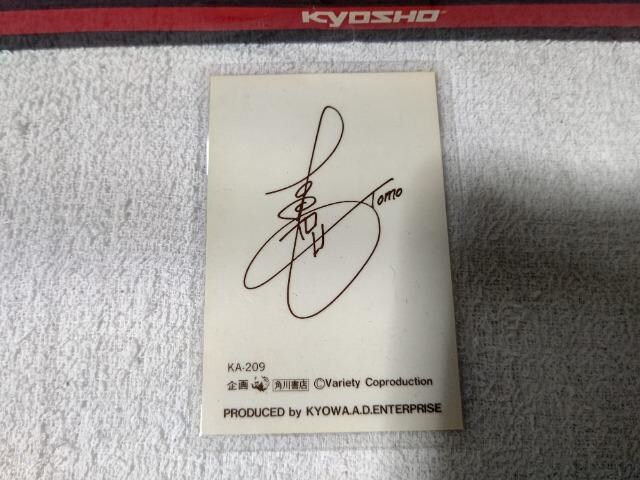 KYOSHO
Tomo
KA-209
企画 角川書店 ©Variety Coproduction
PRODUCED by KYOWA.A.D.ENTERPRISE